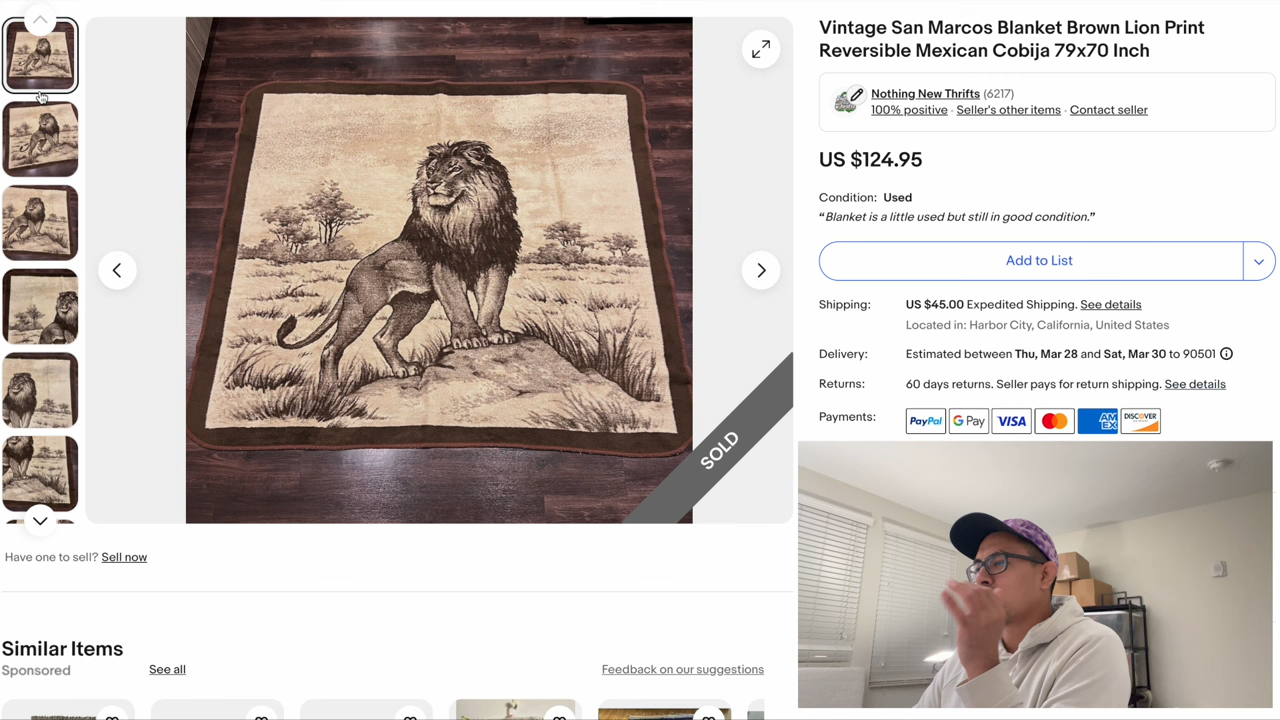 Vintage San Marcos Blanket Brown Lion Print
Reversible Mexican Cobija 79x70 Inch
Nothing New Thrifts (6217)
100% positive · Seller's other items · Contact seller
US $124.95
Condition: Used
“Blanket is a little used but still in good condition.”
Add to List
Shipping: US $45.00 Expedited Shipping. See details
Located in: Harbor City, California, United States
Delivery: Estimated between Thu, Mar 28 and Sat, Mar 30 to 90501
Returns: 60 days returns. Seller pays for return shipping. See details
Payments: PayPal G Pay VISA AM EX DISCOVER
SOLD
Have one to sell? Sell now
Similar Items
Sponsored See all Feedback on our suggestions